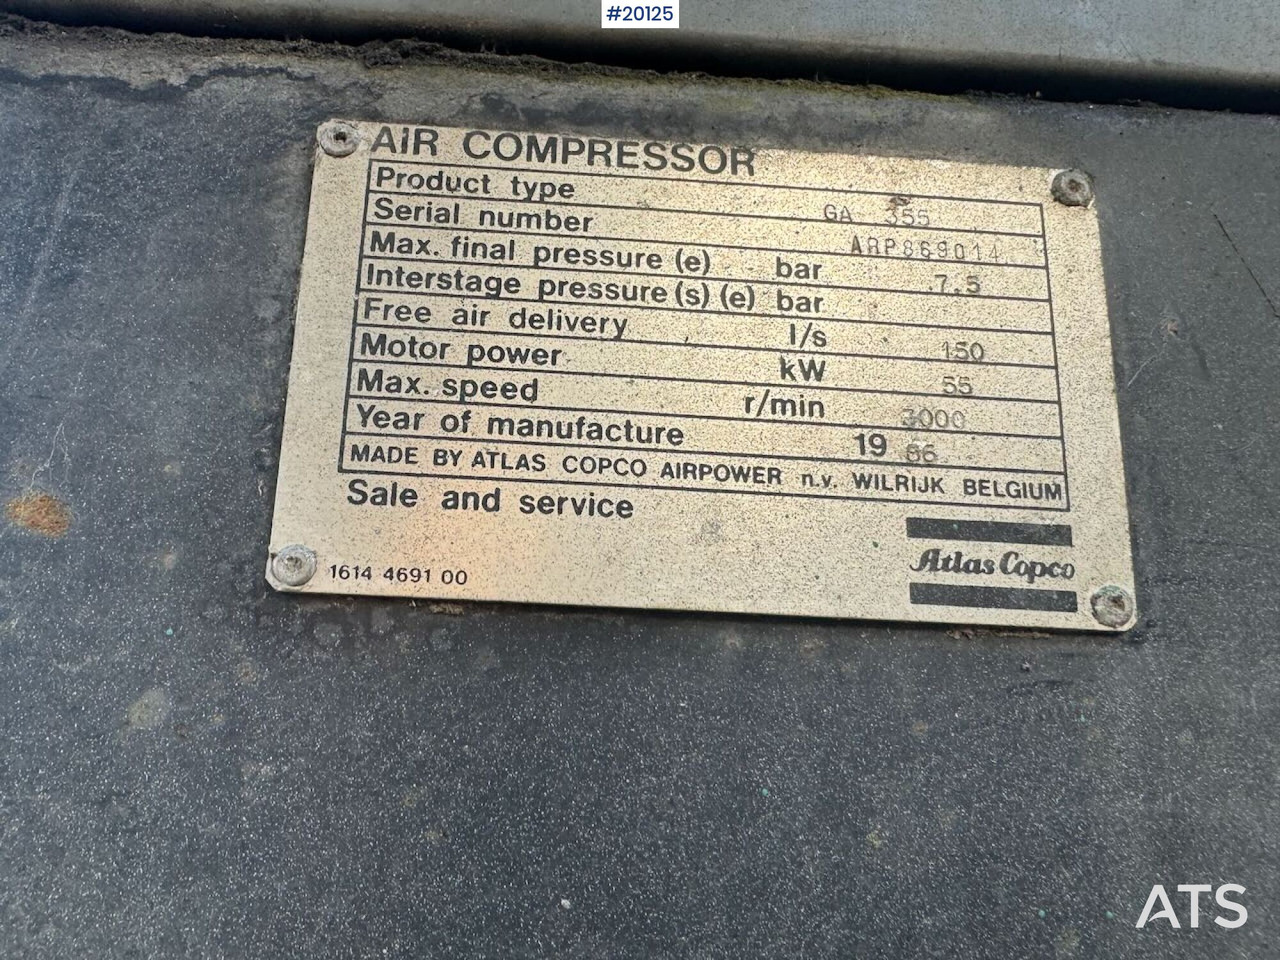 #20125
AIR COMPRESSOR
Product type GA 355
Serial number ARP869014
Max. final pressure (e) bar 7.5
Interstage pressure (s) (e) bar
Free air delivery l/s 150
Motor power kW 55
Max. speed r/min 3000
Year of manufacture 19 86
MADE BY ATLAS COPCO AIRPOWER n.v. WILRIJK BELGIUM
Sale and service
Atlas Copco
1614 4691 00
ATS